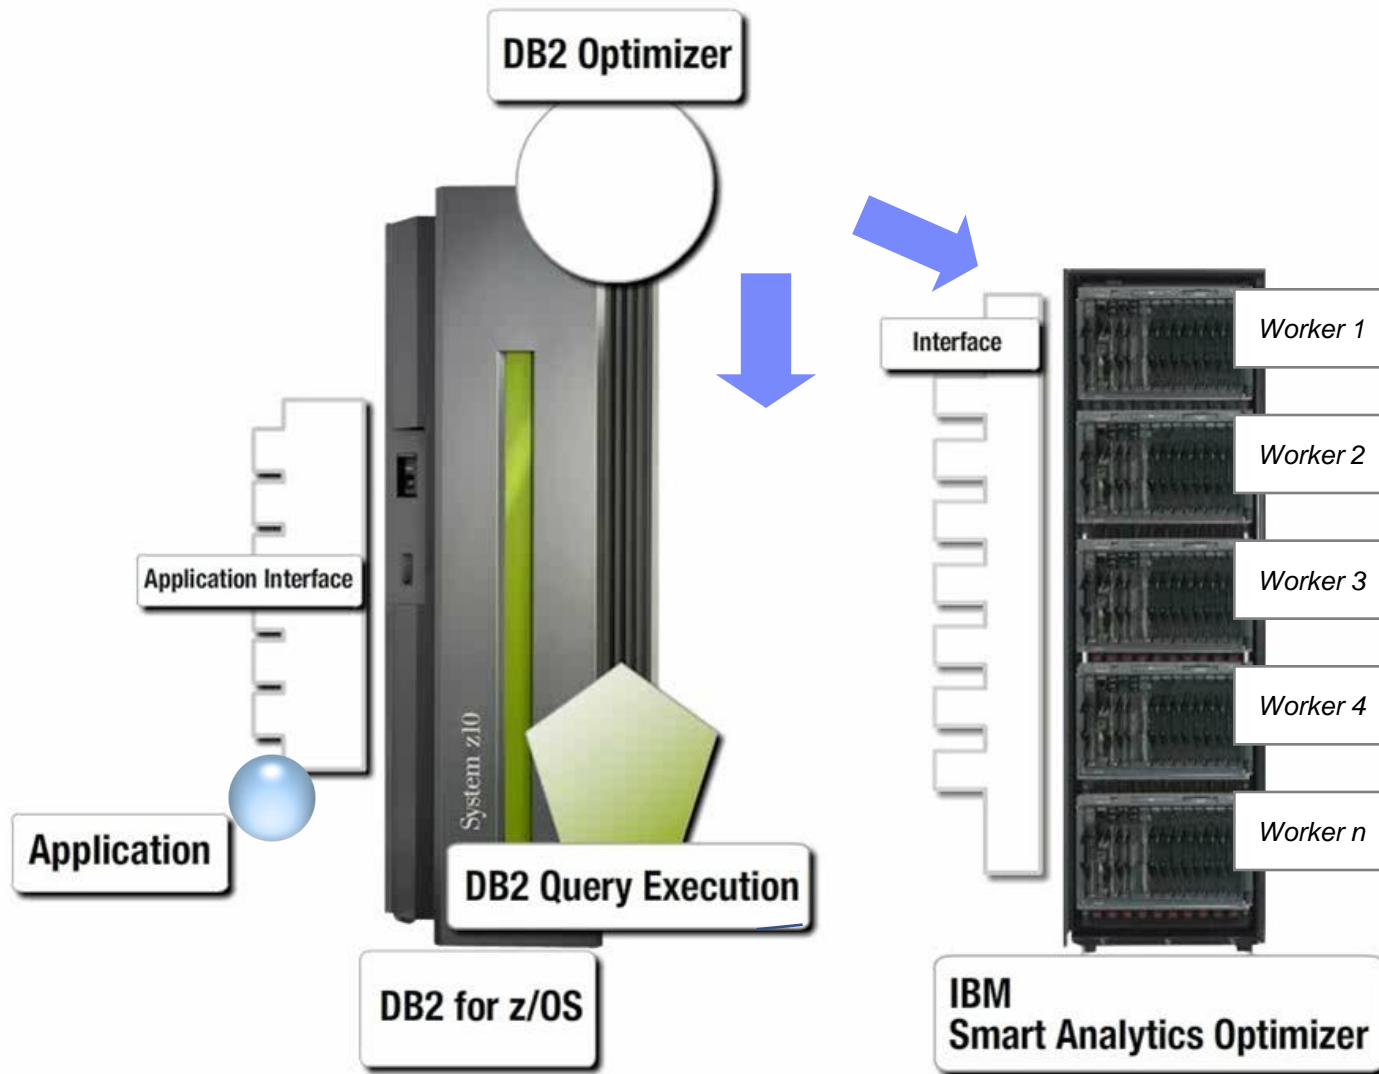 DB2 Optimizer
Interface
Worker 1
Worker 2
Worker 3
Worker 4
Worker n
Application Interface
System z10
Application
DB2 Query Execution
DB2 for z/OS
IBM
Smart Analytics Optimizer